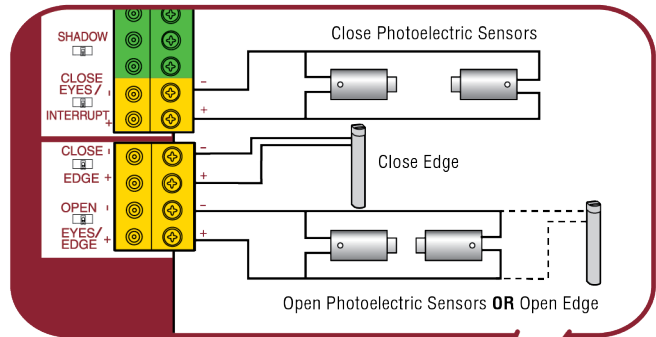 SHADOW
Close Photoelectric Sensors
CLOSE
EYES/ -
INTERRUPT +
-
+
CLOSE -
EDGE +
-
+
Close Edge
OPEN -
EYES/
EDGE +
-
+
Open Photoelectric Sensors OR Open Edge